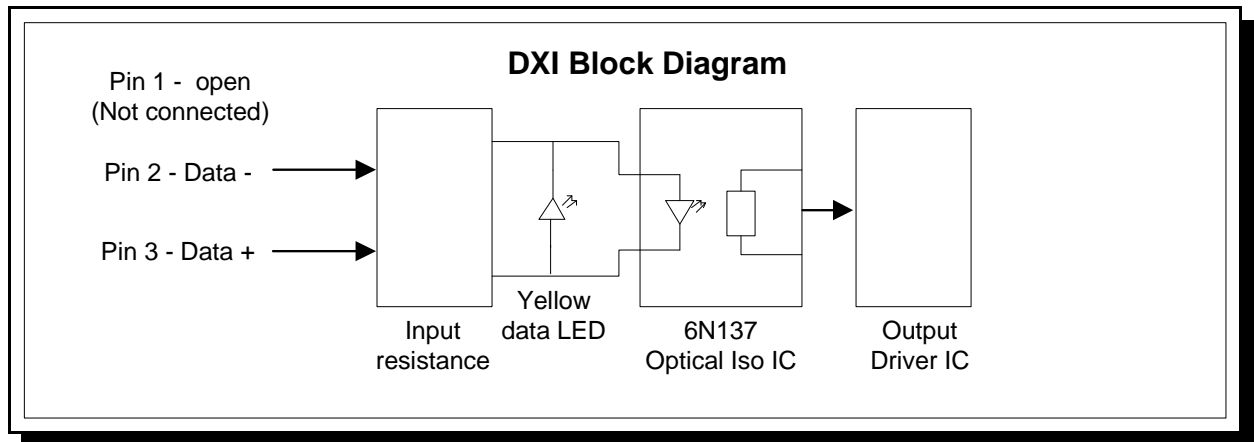 DXI Block Diagram
Pin 1 - open
(Not connected)
Pin 2 - Data -
Pin 3 - Data +
Input
resistance
Yellow
data LED
6N137
Optical Iso IC
Output
Driver IC